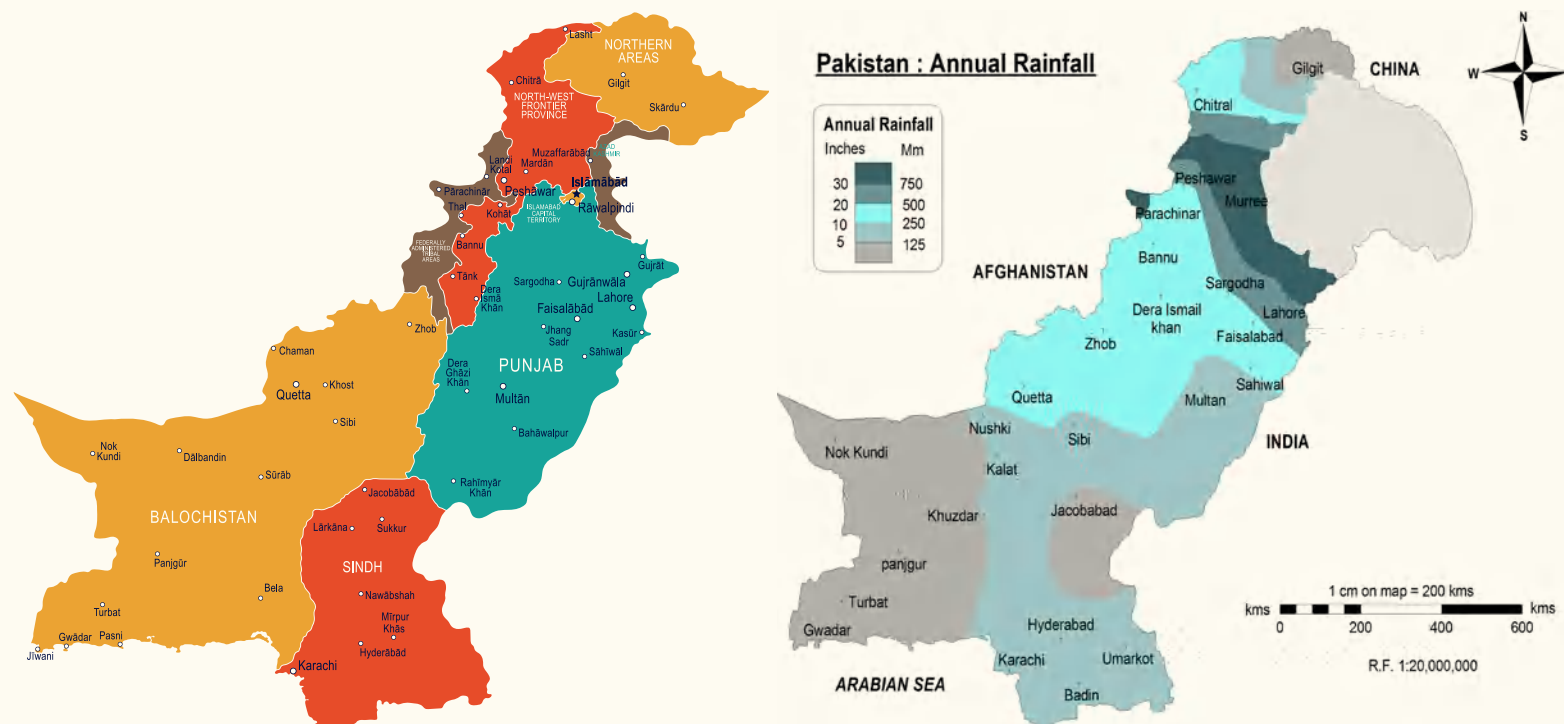 Lasht
NORTHERN
AREAS
Gilgit
Chitrā
Skārdu
NORTH-WEST
FRONTIER
PROVINCE
Muzaffarābād
Landi
Kotal
Mardān
Islāmābād
Pārachinār
Peshāwar
Rāwalpindi
Thal
Kohāt
ISLAMABAD
CAPITAL
TERRITORY
FEDERALLY
ADMINISTERED
TRIBAL
AREAS
Bannu
Tānk
Gujrāt
Sargodha
Gujrānwāla
Dera
Ismā
Khān
Lahore
Faisalābād
Zhob
Jhang
Sadr
Kasūr
Chaman
Sāhīwāl
PUNJAB
Dera
Ghāzi
Khān
Quetta
Khost
Multān
Sibi
Bahāwalpur
Nok
Kundi
Dālbandin
Sūrāb
Rahīmyār
Khān
Jacobābād
BALOCHISTAN
Lārkāna
Sukkur
Panjgūr
SINDH
Bela
Nawābshah
Turbat
Mīrpur
Khās
Gwādar
Pasni
Hyderābād
Jīwani
Karachi
Pakistan : Annual Rainfall
Annual Rainfall
Inches Mm
30 750
20 500
10 250
5 125
N
W
E
S
Gilgit
CHINA
Chitral
Peshawar
Murree
Parachinar
AFGHANISTAN
Bannu
Sargodha
Dera Ismail
khan
Lahore
Faisalabad
Zhob
Sahiwal
Quetta
Multan
Nushki
Sibi
INDIA
Nok Kundi
Kalat
Khuzdar
Jacobabad
panjgur
Turbat
Gwadar
Hyderabad
Karachi
Umarkot
Badin
ARABIAN SEA
1 cm on map = 200 kms
kms kms
0 200 400 600
R.F. 1:20,000,000